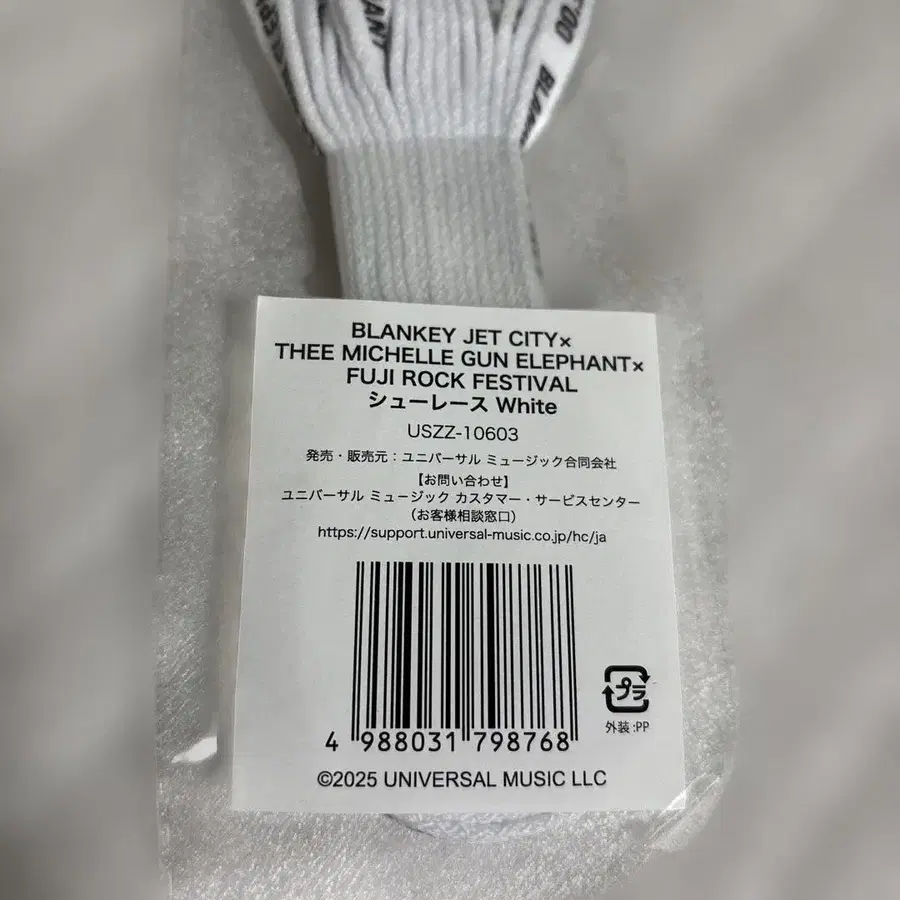 ANT
BLANK
BLANKEY JET CITY×
THEE MICHELLE GUN ELEPHANT×
FUJI ROCK FESTIVAL
シューレース White
USZZ-10603
発売・販売元：ユニバーサル ミュージック合同会社
【お問い合わせ】
ユニバーサル ミュージック カスタマー・サービスセンター
（お客様相談窓口）
https://support.universal-music.co.jp/hc/ja
プラ
外装:PP
4 988031 798768
©2025 UNIVERSAL MUSIC LLC